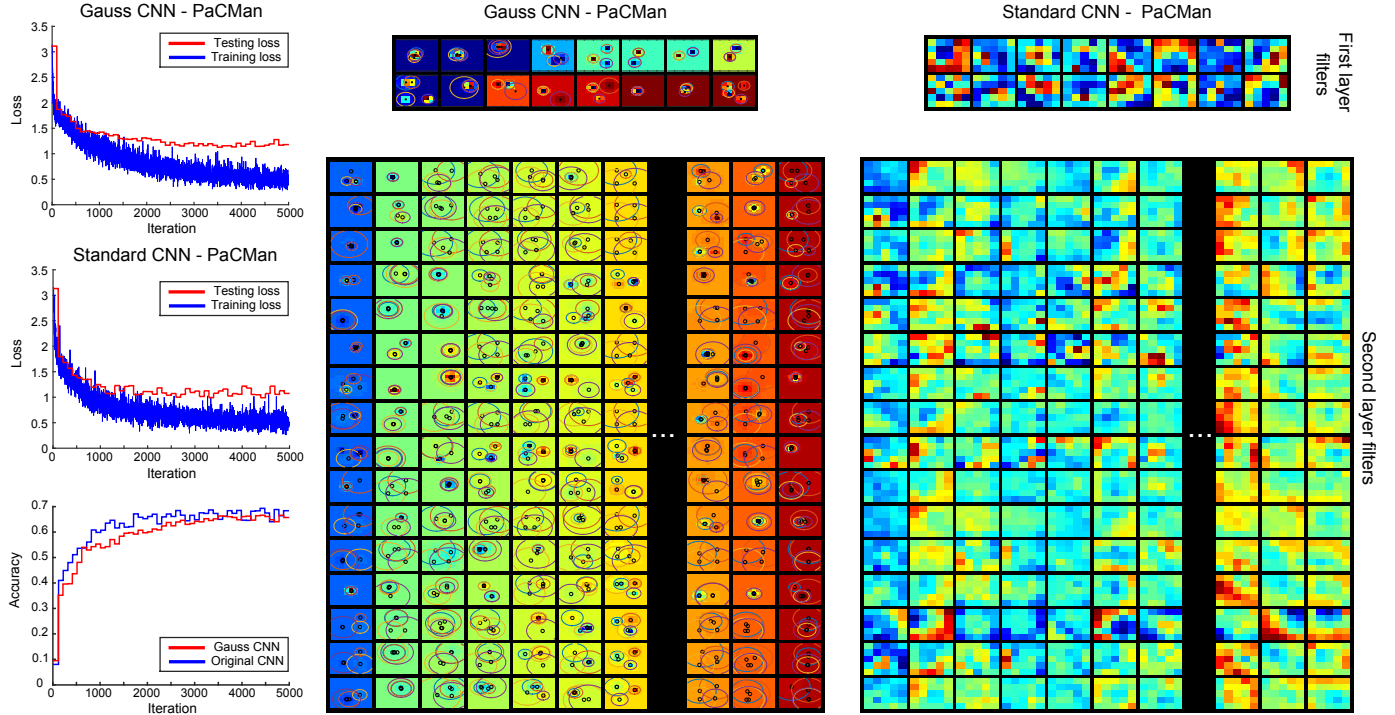 Gauss CNN - PaCMan
3.5
3
2.5
2
1.5
1
0.5
0
Loss
Testing loss
Training loss
0
1000
2000
3000
4000
5000
Iteration
Standard CNN - PaCMan
3.5
3
2.5
2
1.5
1
0.5
0
Loss
Testing loss
Training loss
0
1000
2000
3000
4000
5000
Iteration
0.7
0.6
0.5
0.4
0.3
0.2
0.1
0
Accuracy
Gauss CNN
Original CNN
0
1000
2000
3000
4000
5000
Iteration
Gauss CNN - PaCMan
...
Standard CNN - PaCMan
...
First layer
filters
Second layer filters